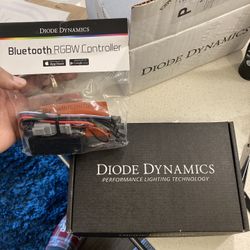 DIODE DYNAMICS
Bluetooth RGBW Controller
P
DIODE DYNAMICS
DIODE DYNAMICS
PERFORMANCE LIGHTING TECHNOLOGY